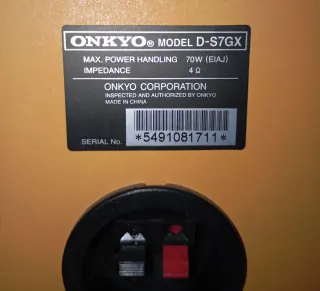 ONKYO® MODEL D-S7GX
MAX. POWER HANDLING 70W (EIAJ)
IMPEDANCE 4 Ω
ONKYO CORPORATION
INSPECTED AND AUTHORIZED BY ONKYO
MADE IN CHINA
SERIAL No. *5491081711*